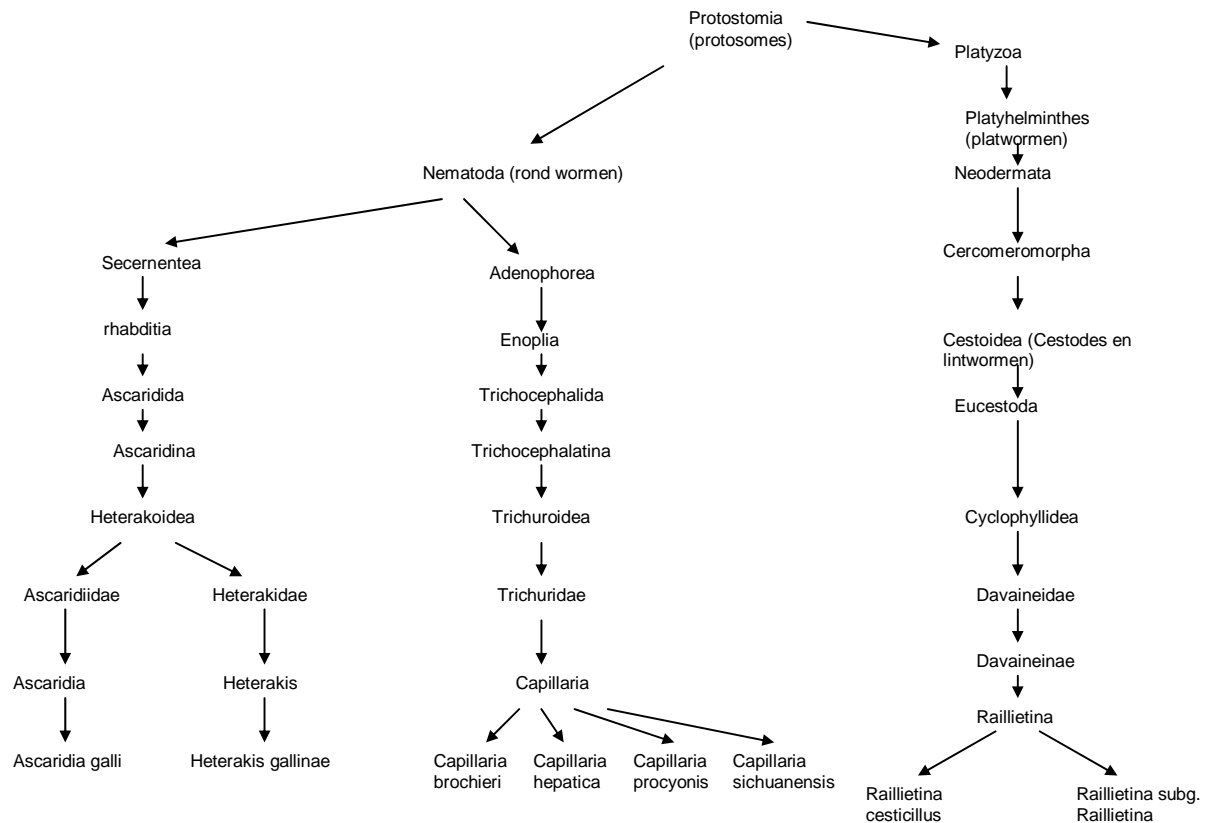 Protostomia
(protosomes)
Platyzoa
Platyhelminthes
(platwormen)
Nematoda (rond wormen)
Neodermata
Secernentea
Adenophorea
Cercomeromorpha
rhabditia
Enoplia
Cestoidea (Cestodes en
lintwormen)
Ascaridida
Trichocephalida
Eucestoda
Ascaridina
Trichocephalatina
Heterakoidea
Trichuroidea
Cyclophyllidea
Ascaridiidae
Heterakidae
Trichuridae
Davaineidae
Davaineinae
Ascaridia
Heterakis
Capillaria
Raillietina
Ascaridia galli
Heterakis gallinae
Capillaria
brochieri
Capillaria
hepatica
Capillaria
procyonis
Capillaria
sichuanensis
Raillietina
cesticillus
Raillietina subg.
Raillietina